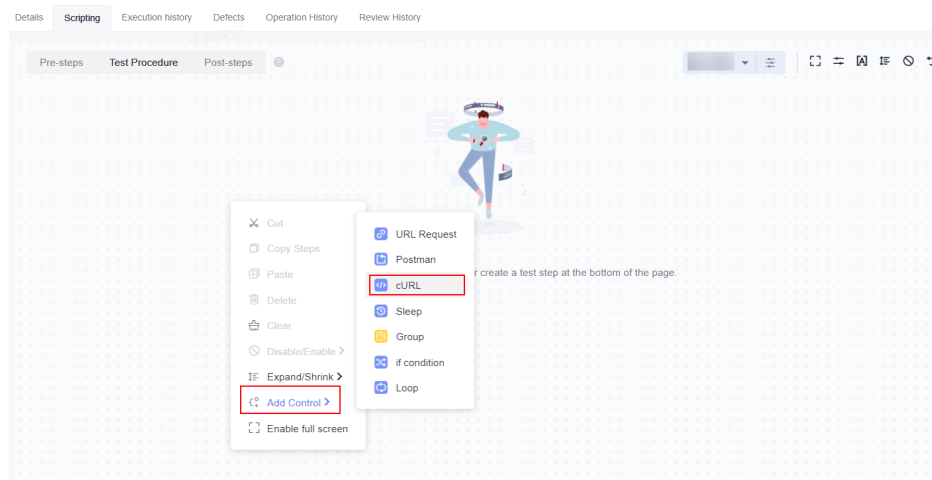 Details Scripting Execution history Defects Operation History Review History
Pre-steps Test Procedure Post-steps
Cut
Copy Steps
Paste
Delete
Clear
Disable/Enable
Expand/Shrink
Add Control
Enable full screen
URL Request
Postman
cURL
Sleep
Group
if condition
Loop
create a test step at the bottom of the page.